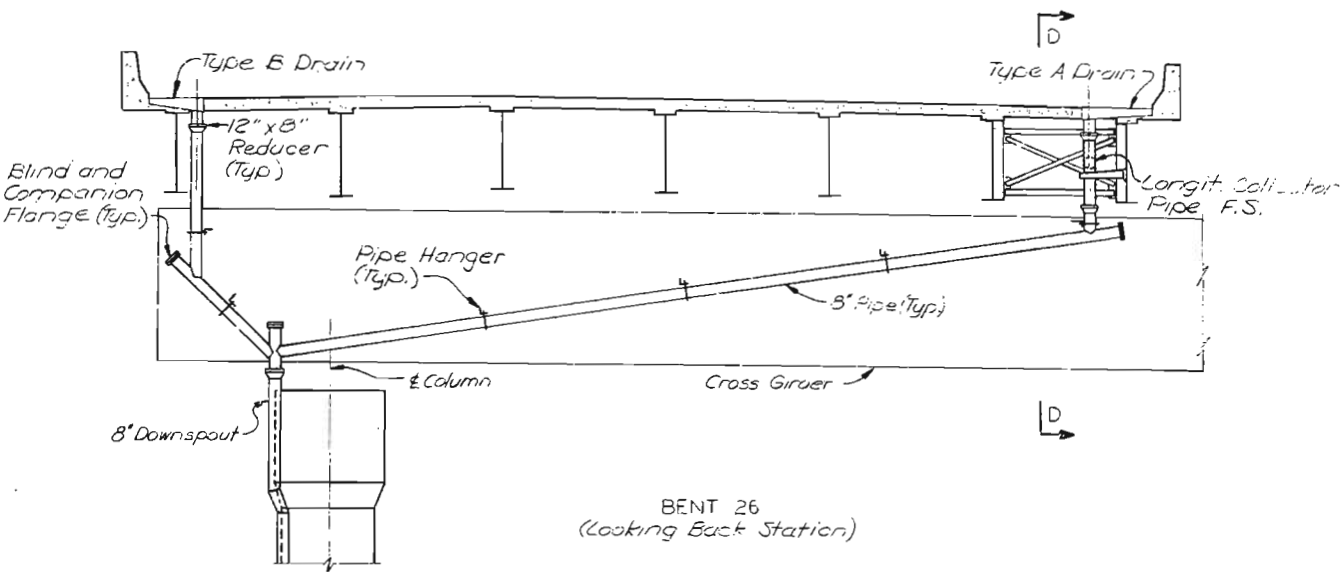 D
Type B Drain
Type A Drain
12" x 8"
Reducer
(Typ)
Blind and
Companion
Flange (Typ.)
Longit. Collector
Pipe F.S.
Pipe Hanger
(Typ.)
8" Pipe (Typ)
℄ Column
Cross Girder
8" Downspout
D
BENT 26
(Looking Back Station)